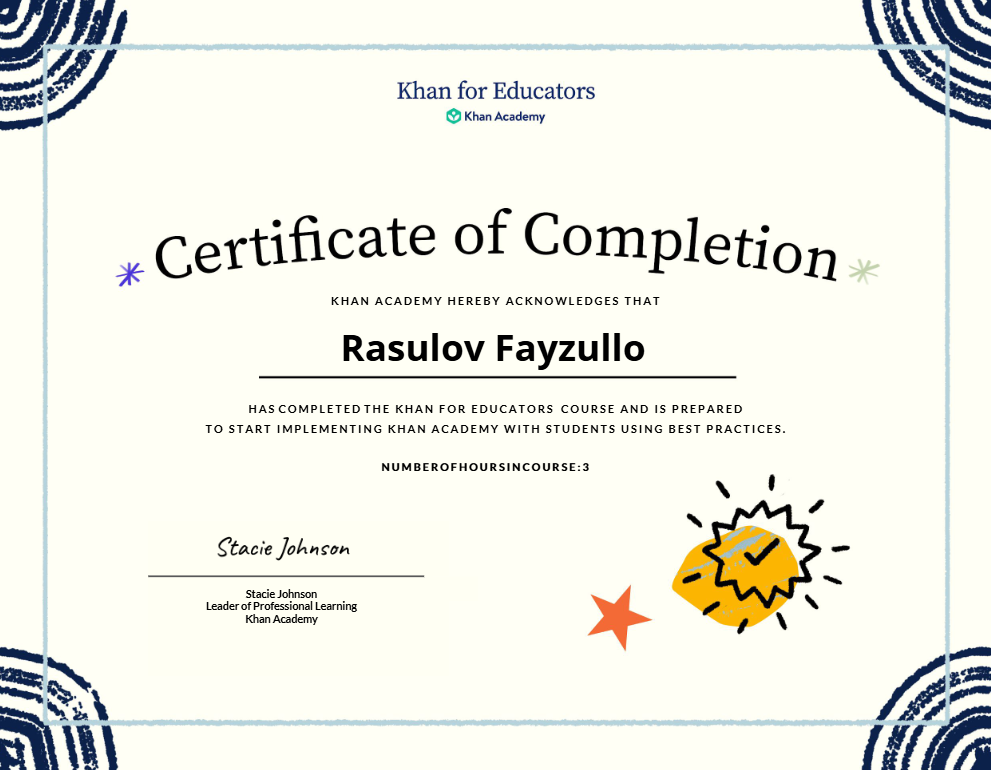 Khan for Educators
Khan Academy
Certificate of Completion
KHAN ACADEMY HEREBY ACKNOWLEDGES THAT
Rasulov Fayzullo
HAS COMPLETED THE KHAN FOR EDUCATORS COURSE AND IS PREPARED
TO START IMPLEMENTING KHAN ACADEMY WITH STUDENTS USING BEST PRACTICES.
NUMBEROFHOURSINCOURSE:3
Stacie Johnson
Stacie Johnson
Leader of Professional Learning
Khan Academy